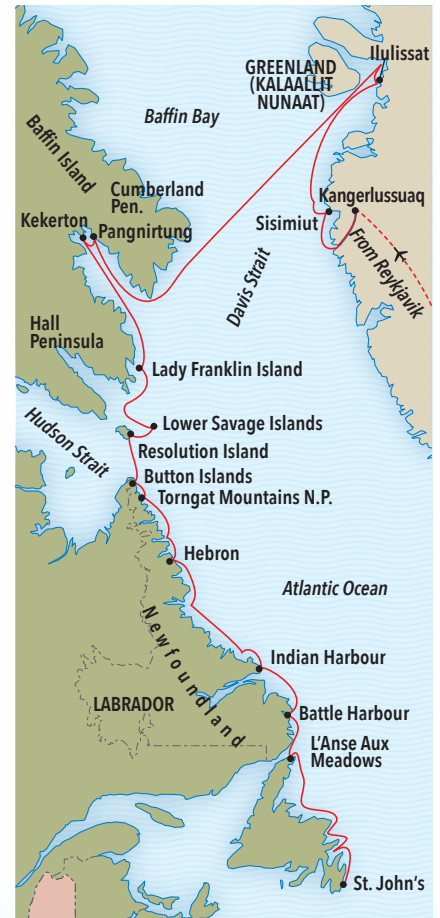 Ilulissat
GREENLAND
(KALAALLIT
NUNAAT)
Baffin Bay
Baffin Island
Cumberland
Pen.
Kangerlussuaq
Kekerton
Pangnirtung
Sisimiut
From Reykjavik
Davis Strait
Hall
Peninsula
Lady Franklin Island
Lower Savage Islands
Hudson Strait
Resolution Island
Button Islands
Torngat Mountains N.P.
Hebron
Atlantic Ocean
Newfoundland
Indian Harbour
LABRADOR
Battle Harbour
L'Anse Aux
Meadows
St. John's